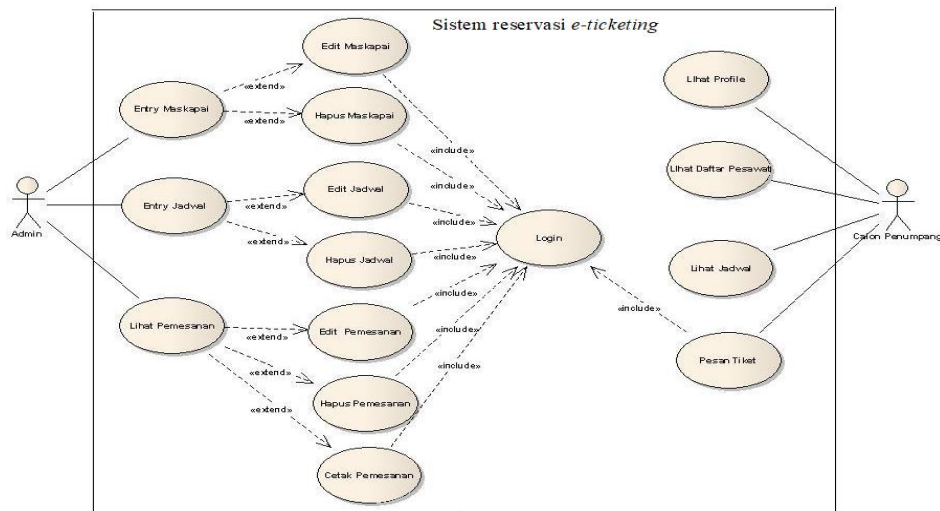 Sistem reservasi e-ticketing
Edit Maskapai
LIhat Profile
«extend»
Entry Maskapai
Hapus Maskapai
«extend»
«include»
LIhat Daftar Pesawat
Edit Jadwal
«include»
«extend»
Entry Jadwal
«include»
Admin
Calon Penumpang
Login
«extend»
Hapus Jadwal
«include»
Lihat Jadwal
«include»
Lihat Pemesanan
Edit Pemesanan
«include»
«include»
«extend»
«include»
Pesan Tiket
«extend»
Hapus Pemesanan
«extend»
Cetak Pemesanan